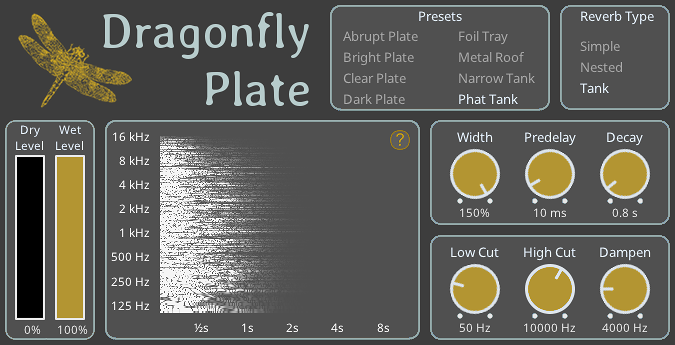 Dragonfly
Plate
Presets
Abrupt Plate
Bright Plate
Clear Plate
Dark Plate
Foil Tray
Metal Roof
Narrow Tank
Phat Tank
Reverb Type
Simple
Nested
Tank
Dry
Level
Wet
Level
0%
100%
?
16 kHz
8 kHz
4 kHz
2 kHz
1 kHz
500 Hz
250 Hz
125 Hz
½s
1s
2s
4s
8s
Width
150%
Predelay
10 ms
Decay
0.8 s
Low Cut
50 Hz
High Cut
10000 Hz
Dampen
4000 Hz